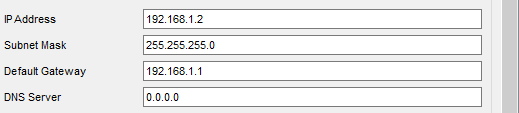 IP Address 192.168.1.2
Subnet Mask 255.255.255.0
Default Gateway 192.168.1.1
DNS Server 0.0.0.0